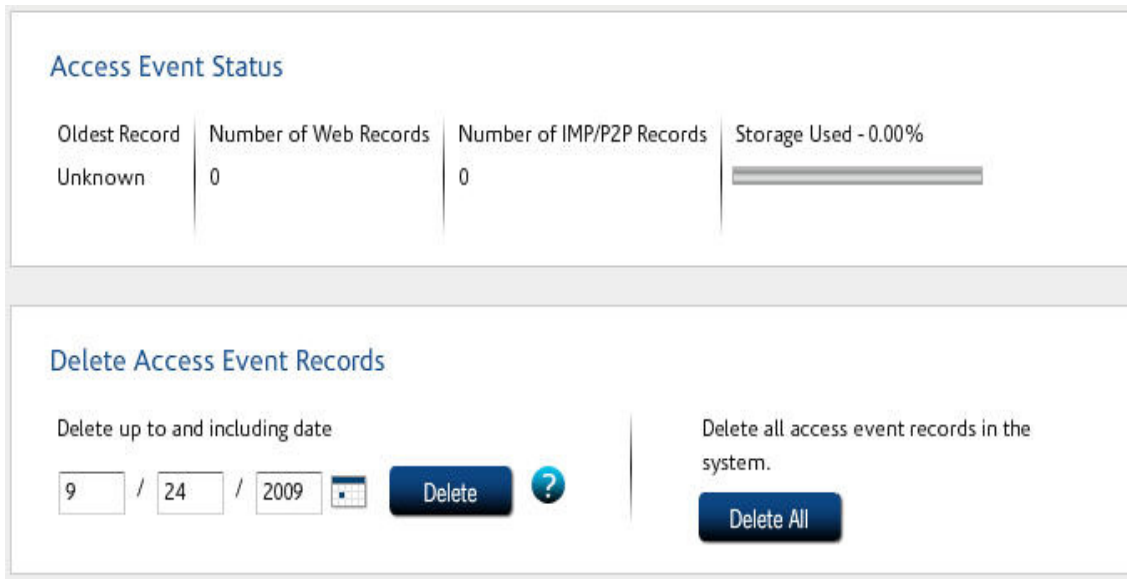 Access Event Status
Oldest Record Number of Web Records Number of IMP/P2P Records Storage Used - 0.00%
Unknown 0 0
Delete Access Event Records
Delete up to and including date
9 / 24 / 2009 Delete ?
Delete all access event records in the
system.
Delete All